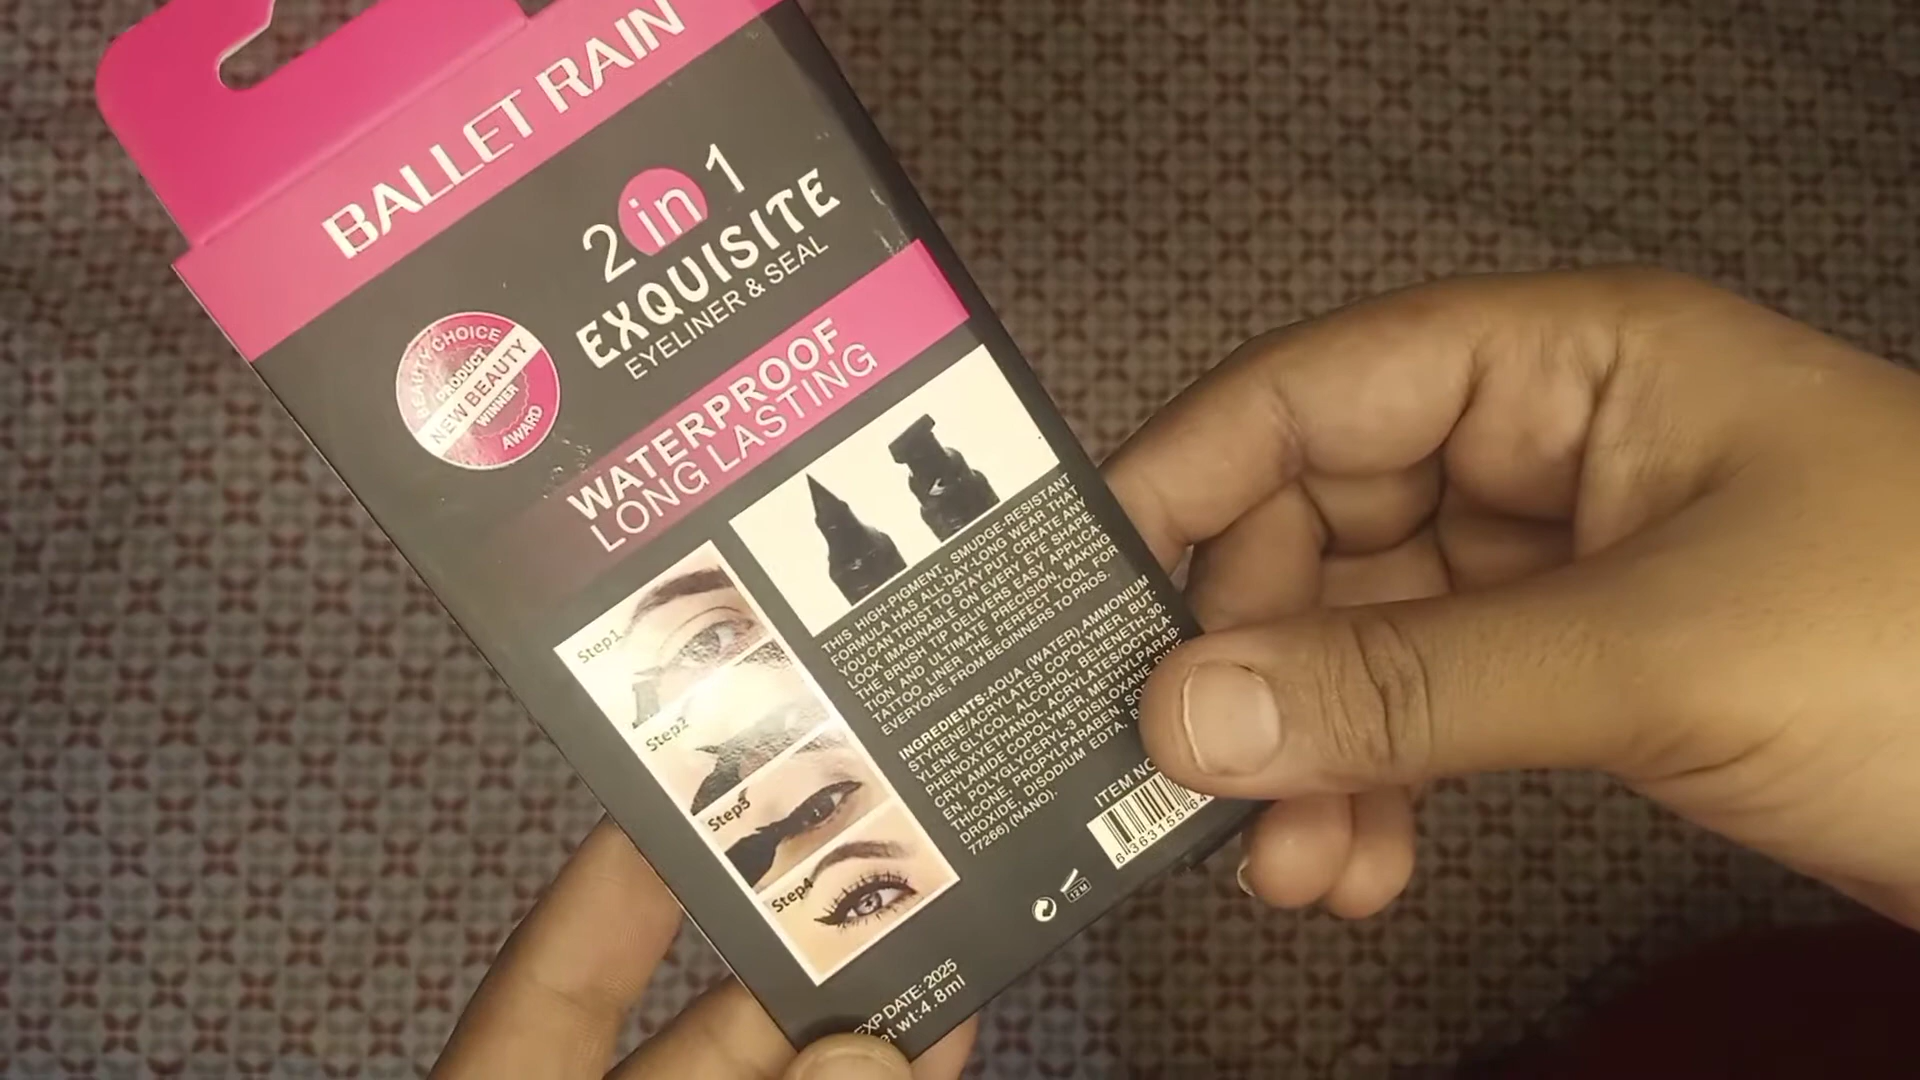 BALLET RAIN
2 in 1
EXQUISITE
EYELINER & SEAL
BEAUTY CHOICE
PRODUCT
NEW BEAUTY
WINNER
AWARD
WATERPROOF
LONG LASTING
THIS HIGH-PIGMENT, SMUDGE-RESISTANT
FORMULA HAS ALL-DAY-LONG WEAR THAT
YOU CAN TRUST TO STAY PUT. CREATE ANY
LOOK IMAGINABLE ON EVERY EYE SHAPE.
THE BRUSH TIP DELIVERS EASY APPLICA-
TION AND ULTIMATE PRECISION, MAKING
TATTOO LINER THE PERFECT TOOL FOR
EVERYONE, FROM BEGINNERS TO PROS.
INGREDIENTS:AQUA (WATER), AMMONIUM
STYRENE/ACRYLATES COPOLYMER, BUT-
YLENE GLYCOL, ALCOHOL, BEHENETH-30,
PHENOXYETHANOL, ACRYLATES/OCTYLA-
CRYLAMIDE COPOLYMER, METHYLPARAB-
EN, POLYGLYCERYL-3 DISILOXANE
THICONE, PROPYLPARABEN,
DROXIDE, DISODIUM EDTA,
77266) (NANO).
Step1
Step2
Step3
Step4
ITEM NO
6 363155
12M
EXP DATE: 2025
et wt:4.8ml